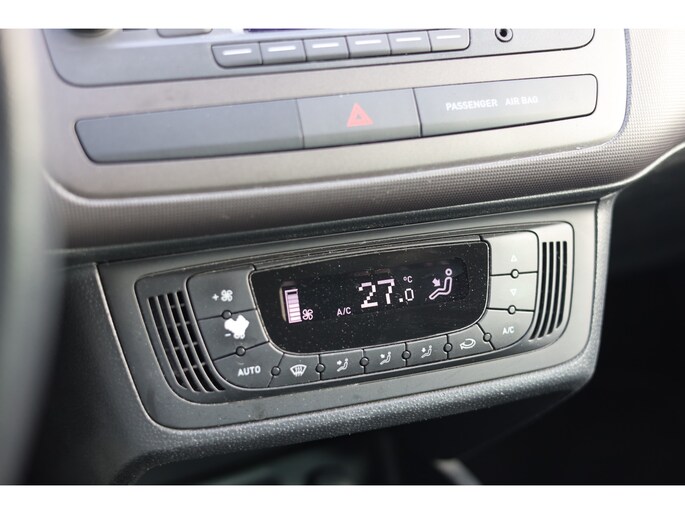 PASSENGER AIR BAG
A/C 27.0 °C
A/C
AUTO